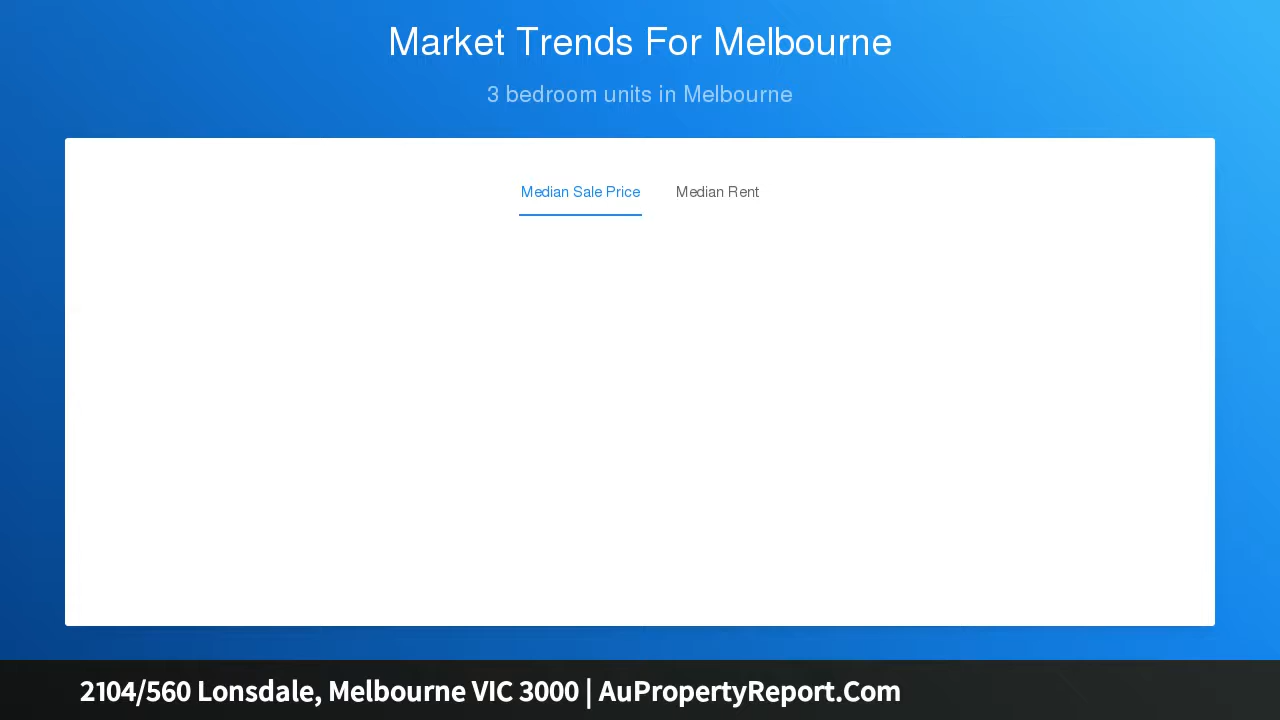 Market Trends For Melbourne
3 bedroom units in Melbourne
Median Sale Price Median Rent
2104/560 Lonsdale, Melbourne VIC 3000 | AuPropertyReport.Com